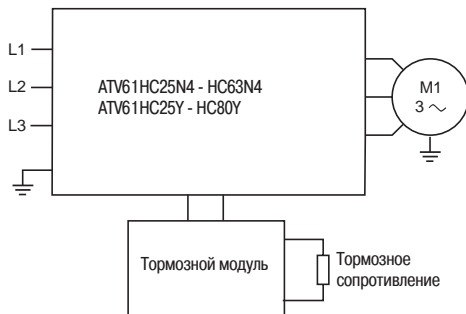 L1
L2
L3
ATV61HC25N4 - HC63N4
ATV61HC25Y - HC80Y
M1
3 ~
Тормозной модуль
Тормозное
сопротивление